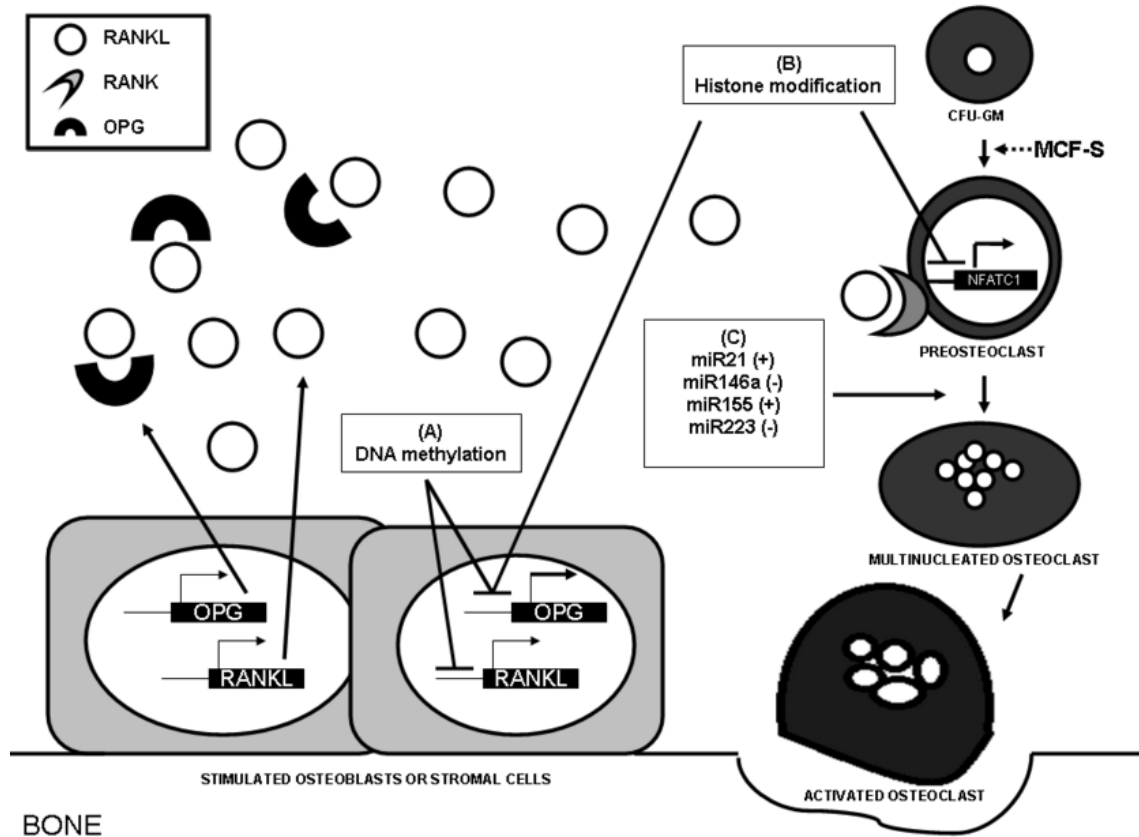 RANKL
RANK
OPG
(B)
Histone modification
CFU-GM
MCF-S
NFATC1
PREOSTEOCLAST
(C)
miR21 (+)
miR146a (-)
miR155 (+)
miR223 (-)
(A)
DNA methylation
MULTINUCLEATED OSTEOCLAST
OPG
RANKL
OPG
RANKL
STIMULATED OSTEOBLASTS OR STROMAL CELLS
ACTIVATED OSTEOCLAST
BONE